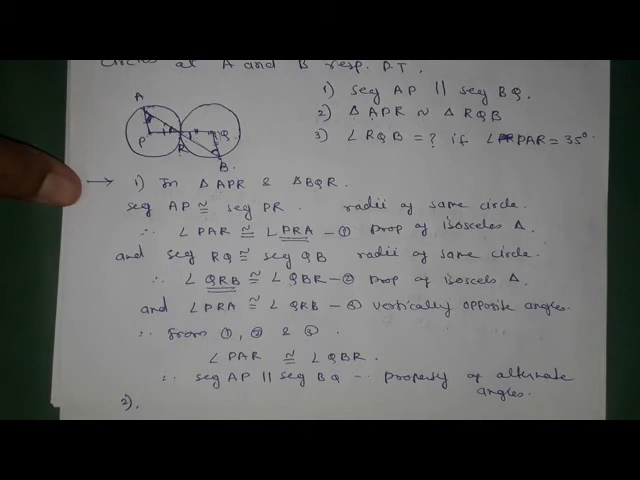 circles at A and B resp. P.T.
1) seg AP || seg BQ.
2) Δ APR ~ Δ RQB
3) ∠ RQB = ? if ∠ PAR = 35°.
A
P
R
Q
B
→ 1) In Δ APR & Δ BQR.
seg AP ≅ seg PR. radii of same circle.
∴ ∠ PAR ≅ ∠ PRA - ① prop of isosceles Δ.
and seg RQ ≅ seg QB radii of same circle.
∴ ∠ QRB ≅ ∠ QBR - ② prop of isoscels Δ.
and ∠ PRA ≅ ∠ QRB - ③ vertically opposite angles.
∴ from ①, ② & ③.
∠ PAR ≅ ∠ QBR.
∴ seg AP || seg BQ -- property of alternate
angles.
2).